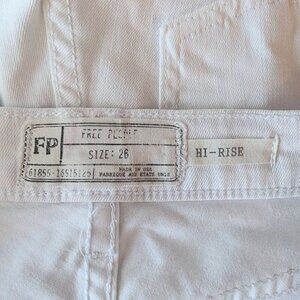 FP
FREE PEOPLE
SIZE: 26
HI-RISE
MADE IN USA
FABRIQUE AUX ETATS UNIS